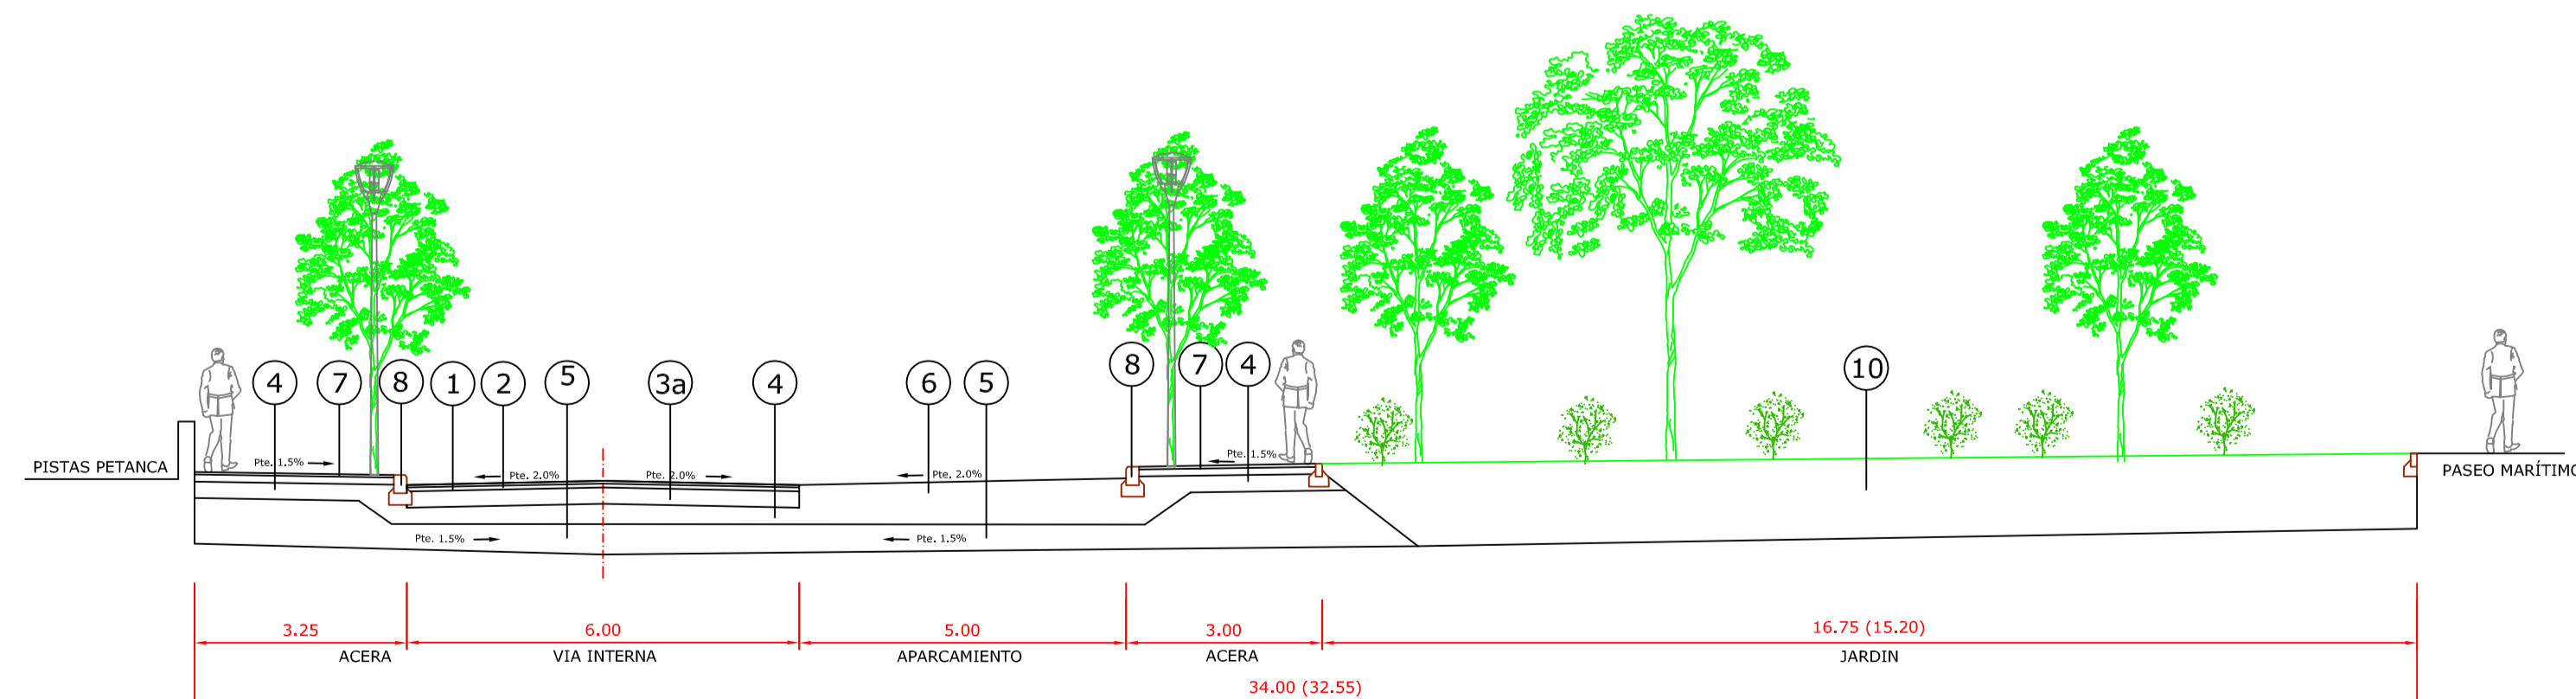 8 7 4
10
4 7 8 1 2 5 3a 4 6 5
Pte. 1.5%
PISTAS PETANCA
Pte. 1.5%
Pte. 2.0%
Pte. 2.0%
Pte. 2.0%
PASEO MARÍTIMO
Pte. 1.5%
Pte. 1.5%
3.25
6.00
5.00
3.00
16.75 (15.20)
ACERA
VIA INTERNA
APARCAMIENTO
ACERA
JARDIN
34.00 (32.55)